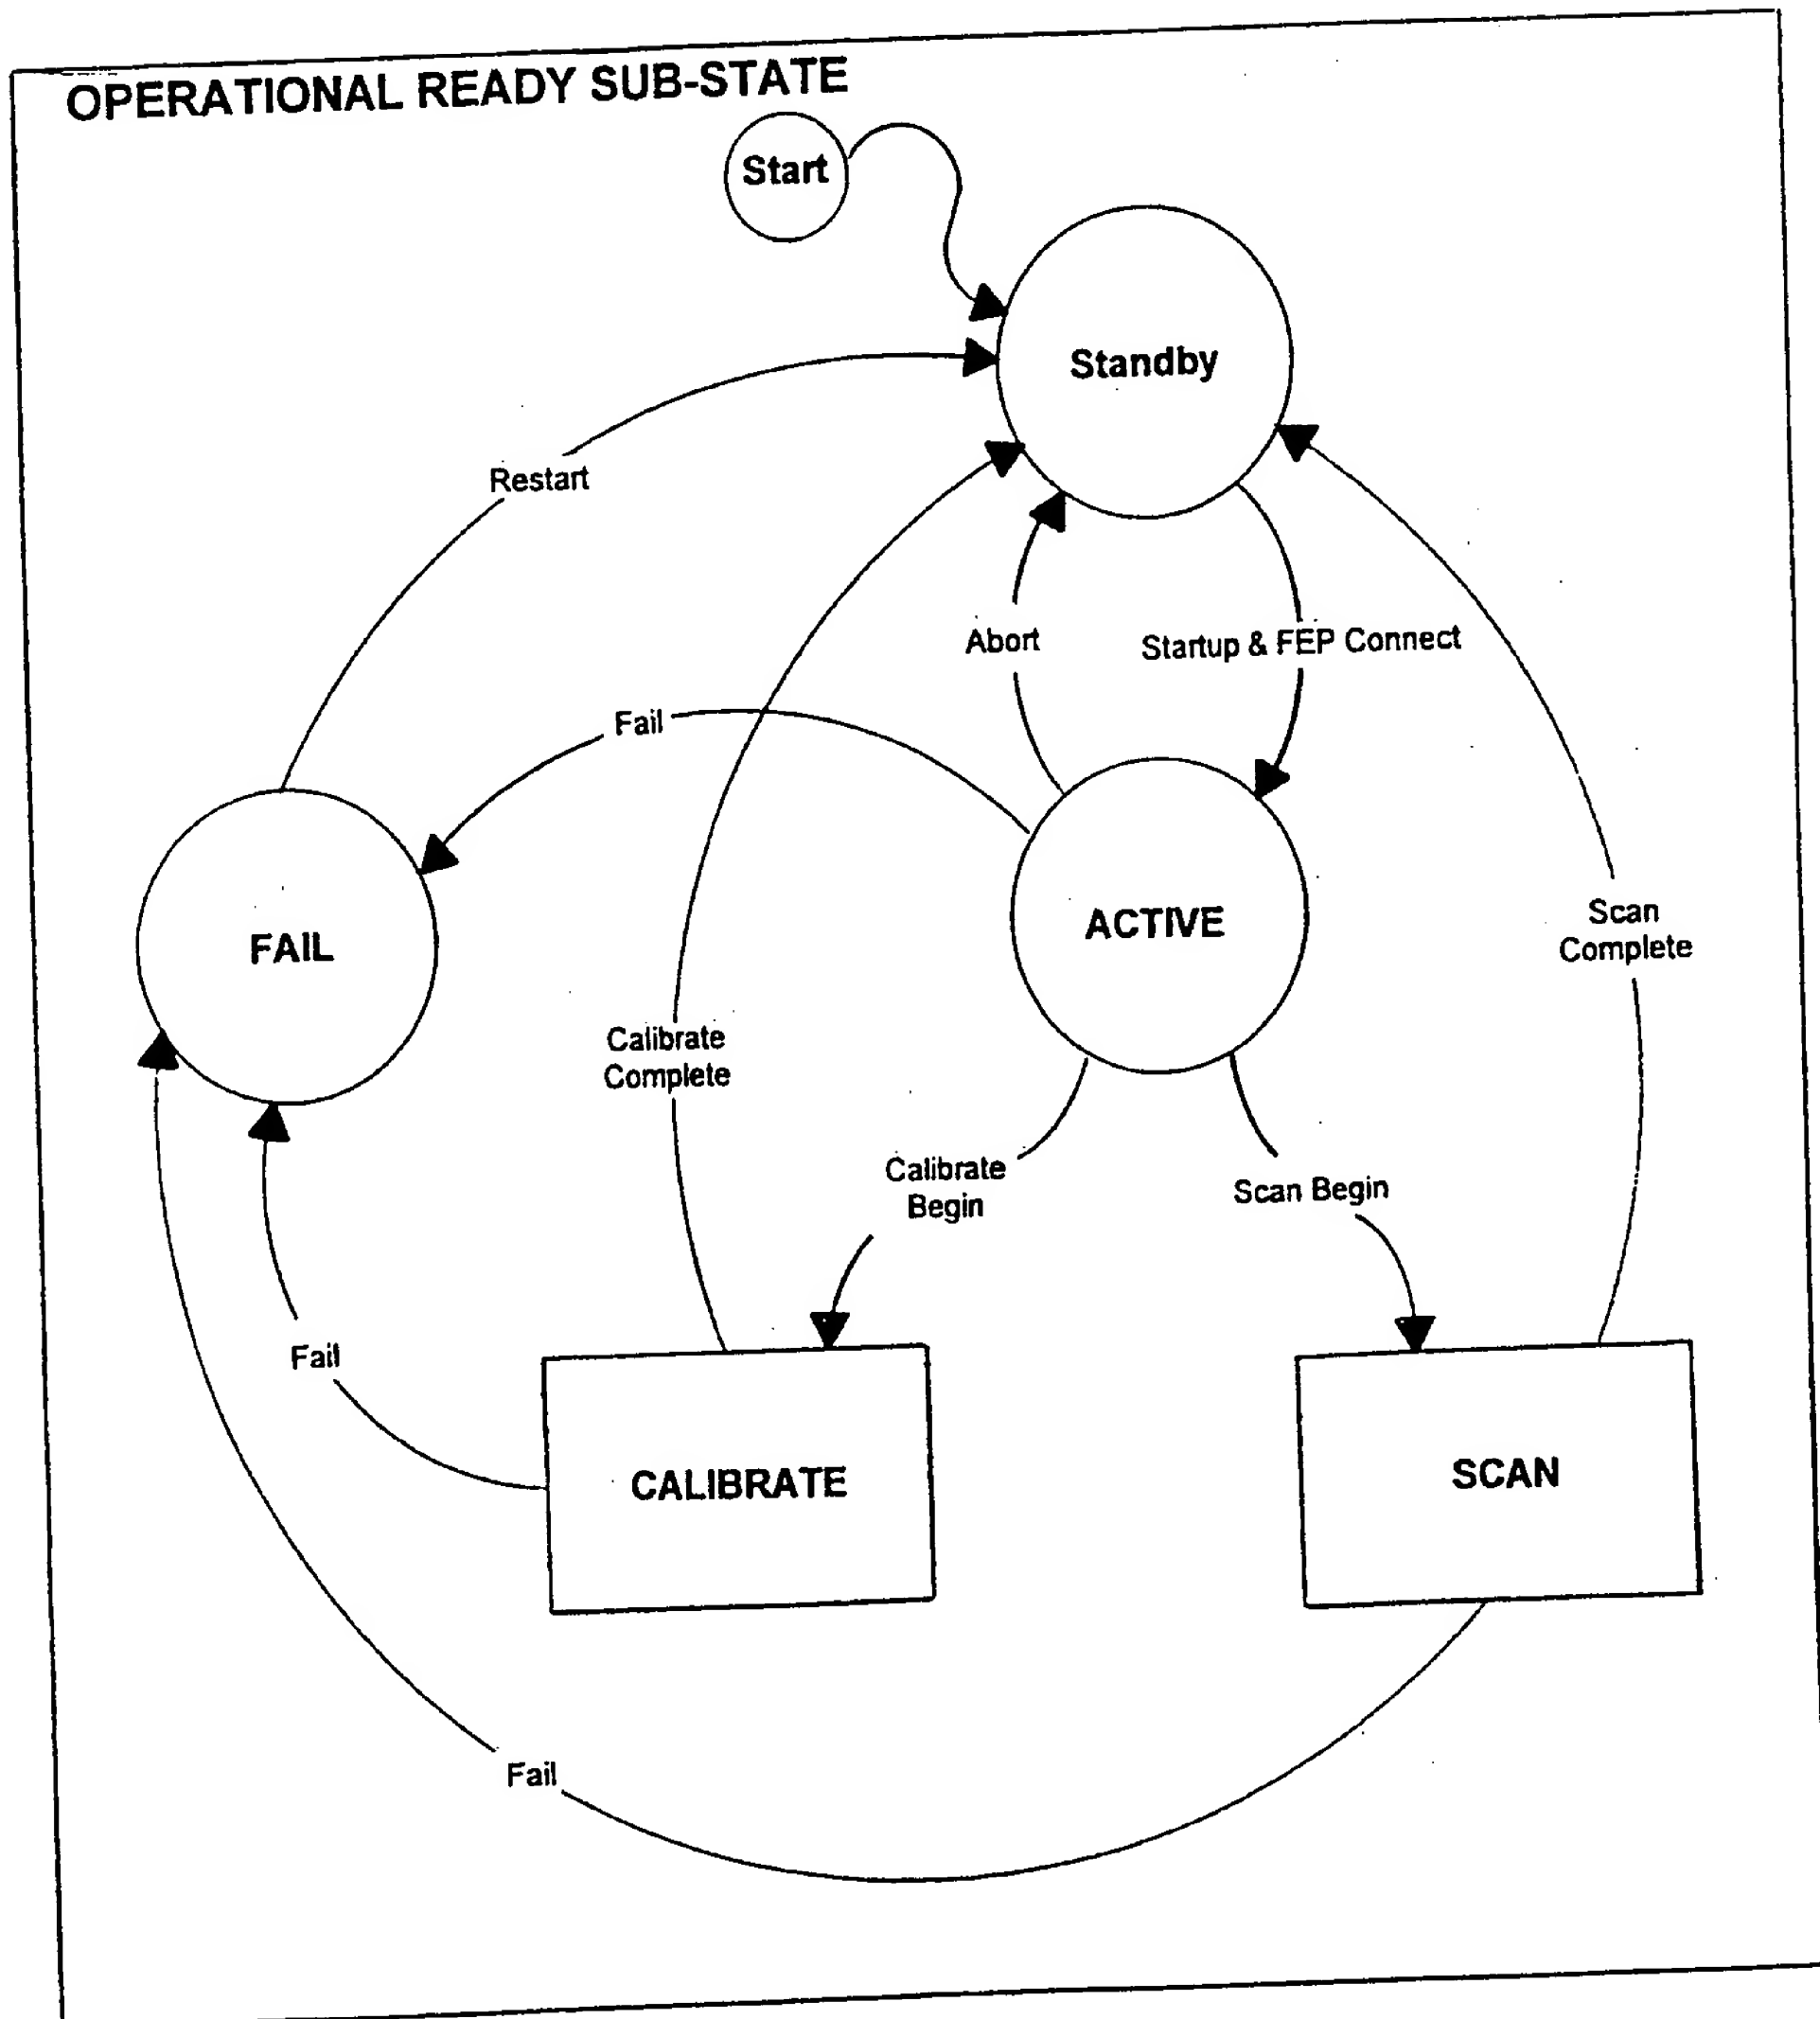 OPERATIONAL READY SUB-STATE
Start
Standby
Restart
Abort
Startup & FEP Connect
Fail
FAIL
ACTIVE
Scan
Complete
Calibrate
Complete
Calibrate
Begin
Scan Begin
Fail
CALIBRATE
SCAN
Fail